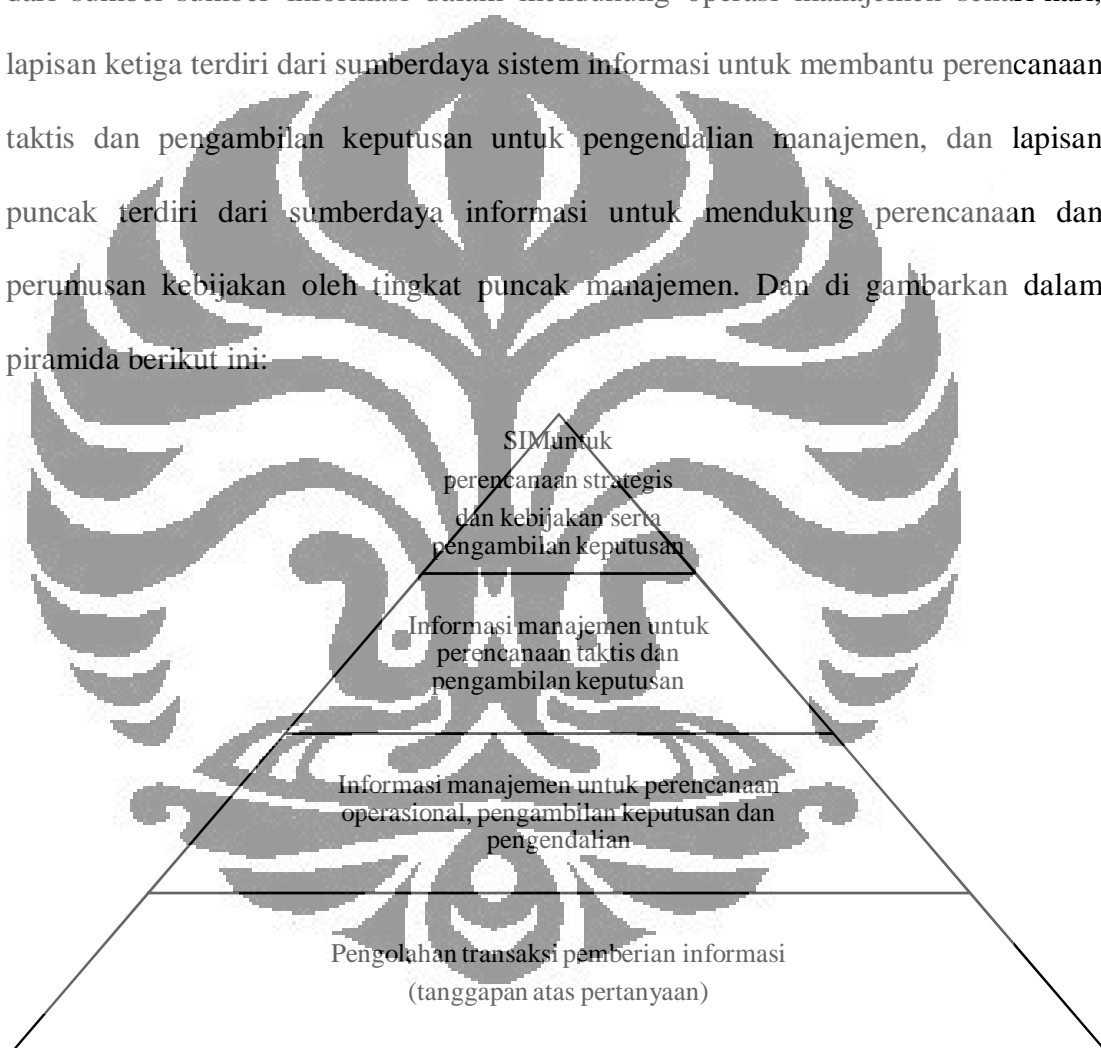 dari sumber-sumber informasi dalam mendukung operasi manajemen sehari-hari,
lapisan ketiga terdiri dari sumberdaya sistem informasi untuk membantu perencanaan
taktis dan pengambilan keputusan untuk pengendalian manajemen, dan lapisan
puncak terdiri dari sumberdaya informasi untuk mendukung perencanaan dan
perumusan kebijakan oleh tingkat puncak manajemen. Dan di gambarkan dalam
piramida berikut ini:
SIMuntuk
perencanaan strategis
dan kebijakan serta
pengambilan keputusan
Informasi manajemen untuk
perencanaan taktis dan
pengambilan keputusan
Informasi manajemen untuk perencanaan
operasional, pengambilan keputusan dan
pengendalian
Pengolahan transaksi pemberian informasi
(tanggapan atas pertanyaan)